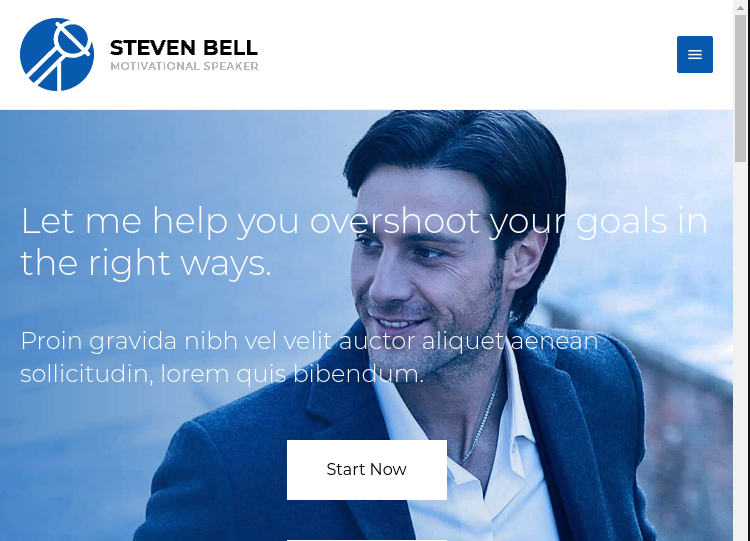 STEVEN BELL
MOTIVATIONAL SPEAKER
Let me help you overshoot your goals in
the right ways.
Proin gravida nibh vel velit auctor aliquet aenean
sollicitudin, lorem quis bibendum.
Start Now